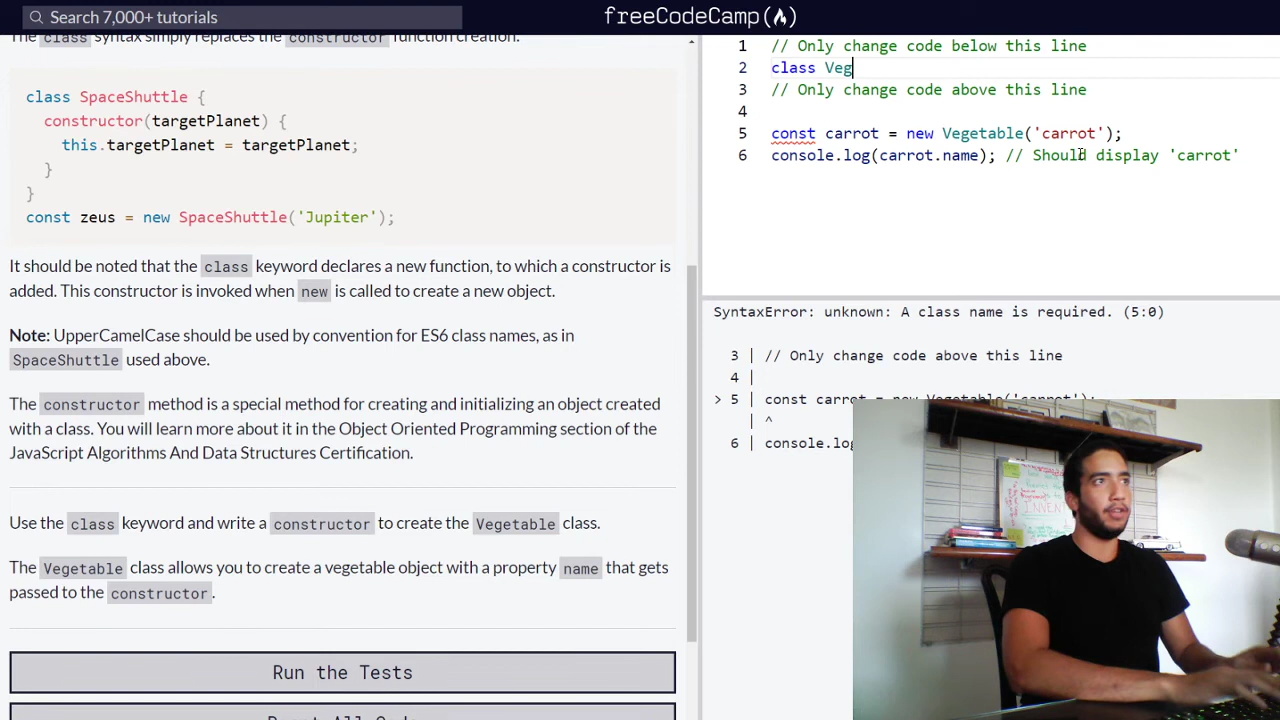 Search 7,000+ tutorials
freeCodeCamp
The class syntax simply replaces the constructor function creation.
class SpaceShuttle {
constructor(targetPlanet) {
this.targetPlanet = targetPlanet;
}
}
const zeus = new SpaceShuttle('Jupiter');
It should be noted that the class keyword declares a new function, to which a constructor is
added. This constructor is invoked when new is called to create a new object.
Note: UpperCamelCase should be used by convention for ES6 class names, as in
SpaceShuttle used above.
The constructor method is a special method for creating and initializing an object created
with a class. You will learn more about it in the Object Oriented Programming section of the
JavaScript Algorithms And Data Structures Certification.
Use the class keyword and write a constructor to create the Vegetable class.
The Vegetable class allows you to create a vegetable object with a property name that gets
passed to the constructor.
Run the Tests
Reset All Code
1 // Only change code below this line
2 class Veg
3 // Only change code above this line
4
5 const carrot = new Vegetable('carrot');
6 console.log(carrot.name); // Should display 'carrot'
SyntaxError: unknown: A class name is required. (5:0)
3 | // Only change code above this line
4 |
> 5 | const carrot = new Vegetable('carrot');
| ^
6 | console.log
INVENT